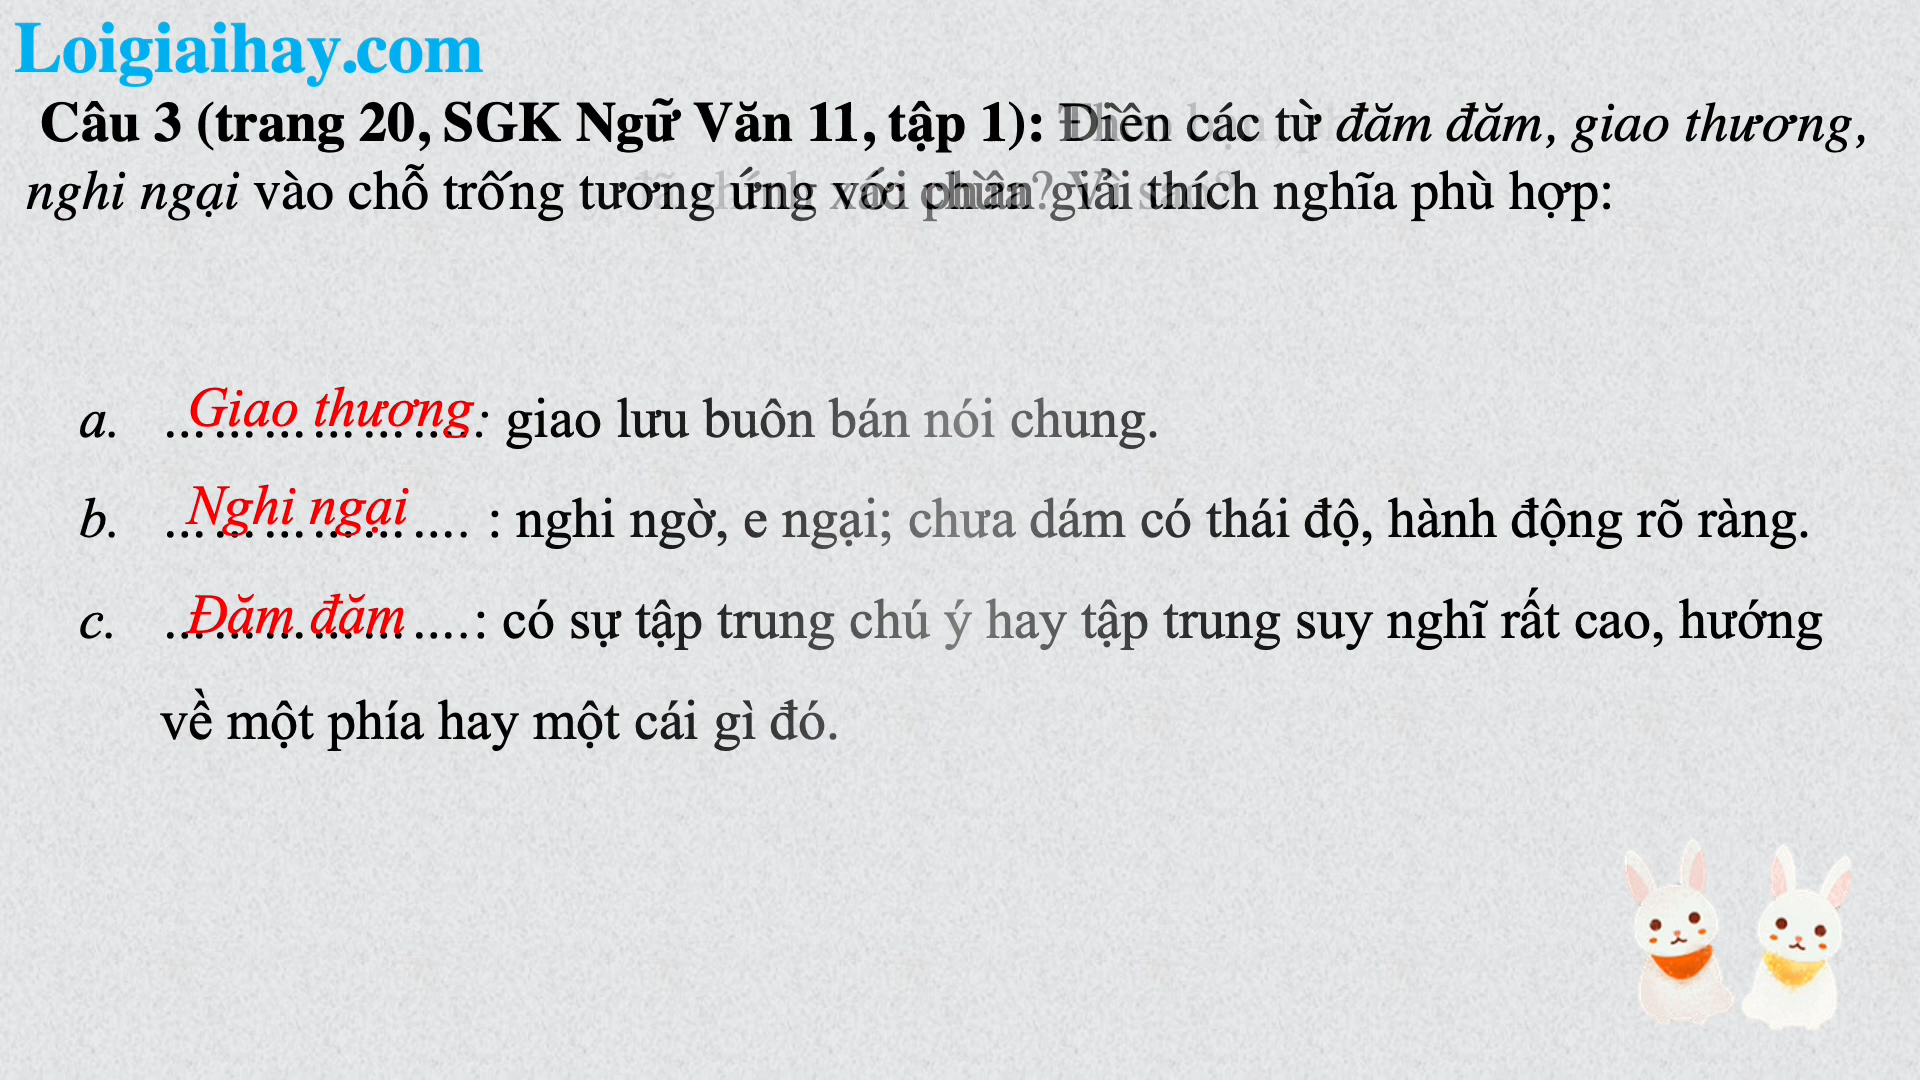 Loigiaihay.com
Câu 3 (trang 20, SGK Ngữ Văn 11, tập 1): Điền các từ đăm đăm, giao thương,
nghi ngại vào chỗ trống tương ứng với phần giải thích nghĩa phù hợp:
a. ………………….: giao lưu buôn bán nói chung.
Giao thương
b. ………………… : nghi ngờ, e ngại; chưa dám có thái độ, hành động rõ ràng.
Nghi ngại
c. …………………: có sự tập trung chú ý hay tập trung suy nghĩ rất cao, hướng
Đăm đăm
về một phía hay một cái gì đó.